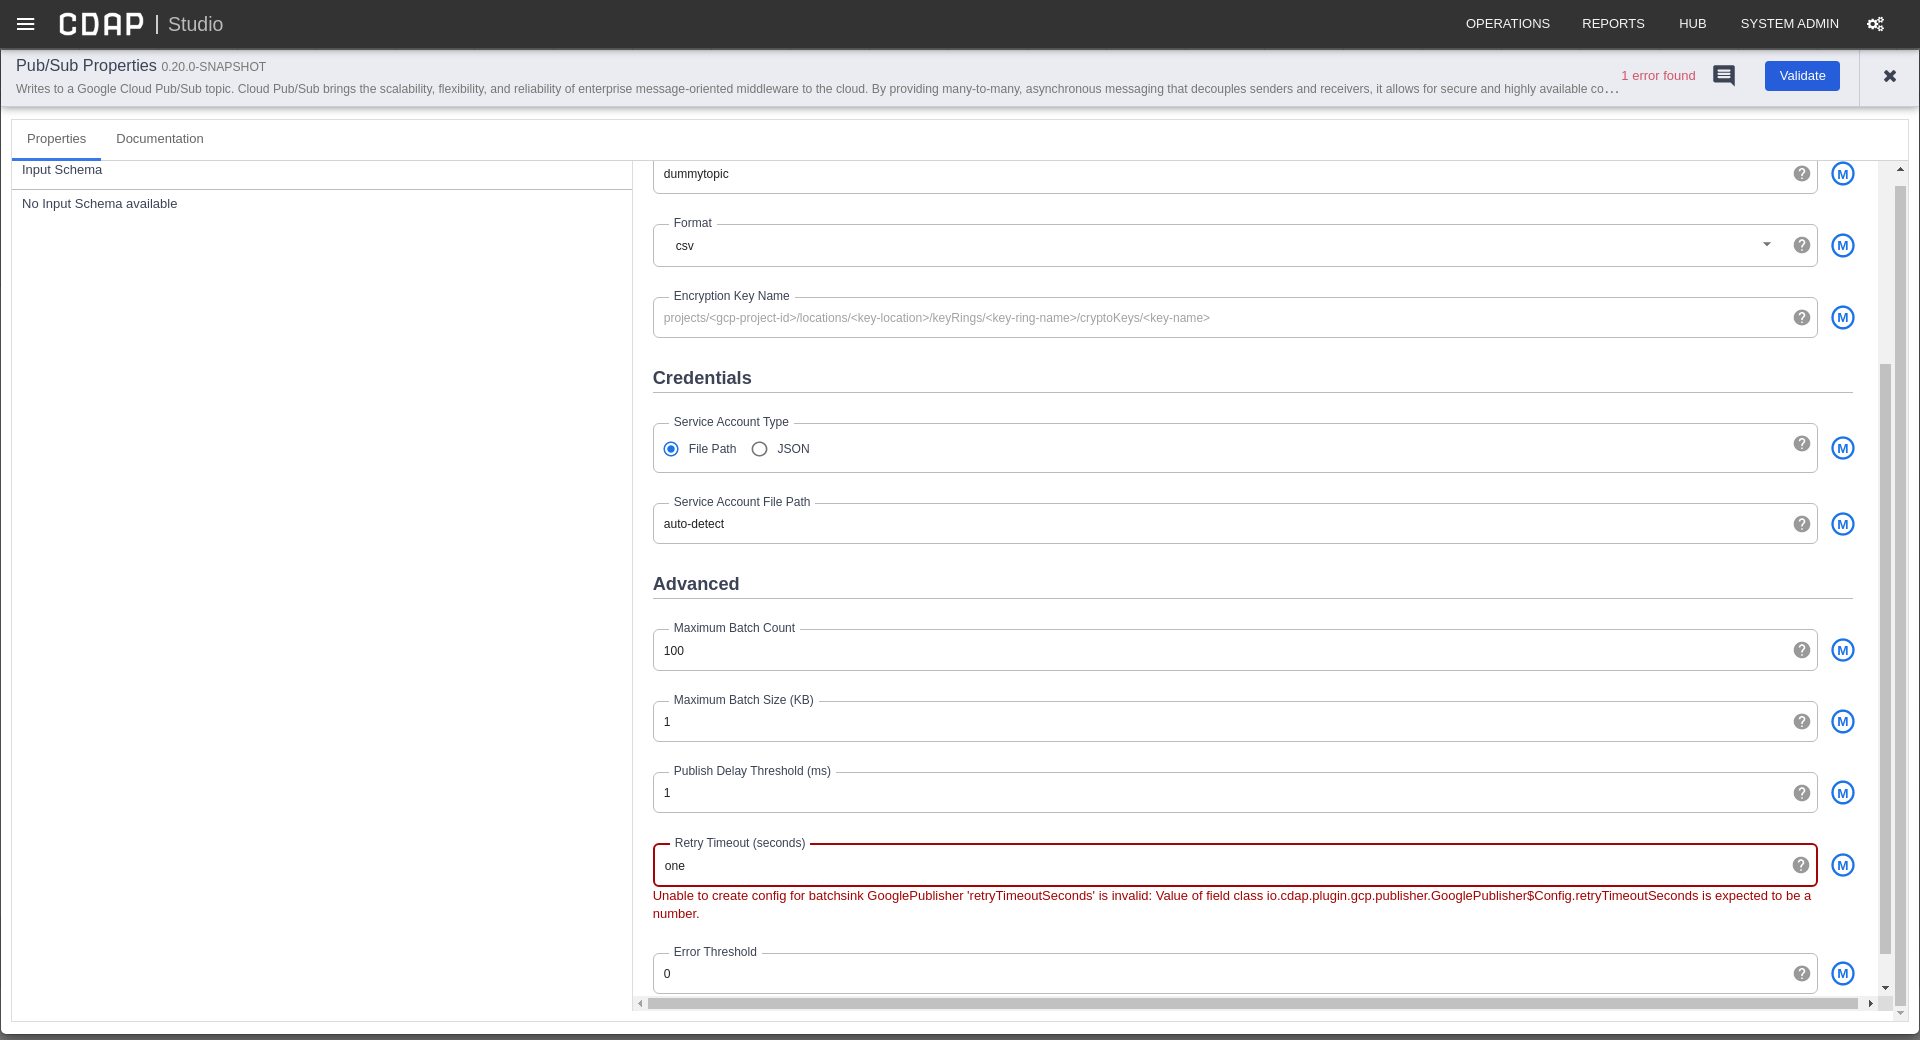 CDAP | Studio
OPERATIONS
REPORTS
HUB
SYSTEM ADMIN
Pub/Sub Properties 0.20.0-SNAPSHOT
Writes to a Google Cloud Pub/Sub topic. Cloud Pub/Sub brings the scalability, flexibility, and reliability of enterprise message-oriented middleware to the cloud. By providing many-to-many, asynchronous messaging that decouples senders and receivers, it allows for secure and highly available co...
1 error found
Validate
Properties
Documentation
Input Schema
No Input Schema available
dummytopic
? M
Format
csv
? M
Encryption Key Name
projects/<gcp-project-id>/locations/<key-location>/keyRings/<key-ring-name>/cryptoKeys/<key-name>
? M
Credentials
Service Account Type
File Path
JSON
? M
Service Account File Path
auto-detect
? M
Advanced
Maximum Batch Count
100
? M
Maximum Batch Size (KB)
1
? M
Publish Delay Threshold (ms)
1
? M
Retry Timeout (seconds)
one
? M
Unable to create config for batchsink GooglePublisher 'retryTimeoutSeconds' is invalid: Value of field class io.cdap.plugin.gcp.publisher.GooglePublisher$Config.retryTimeoutSeconds is expected to be a
number.
Error Threshold
0
? M